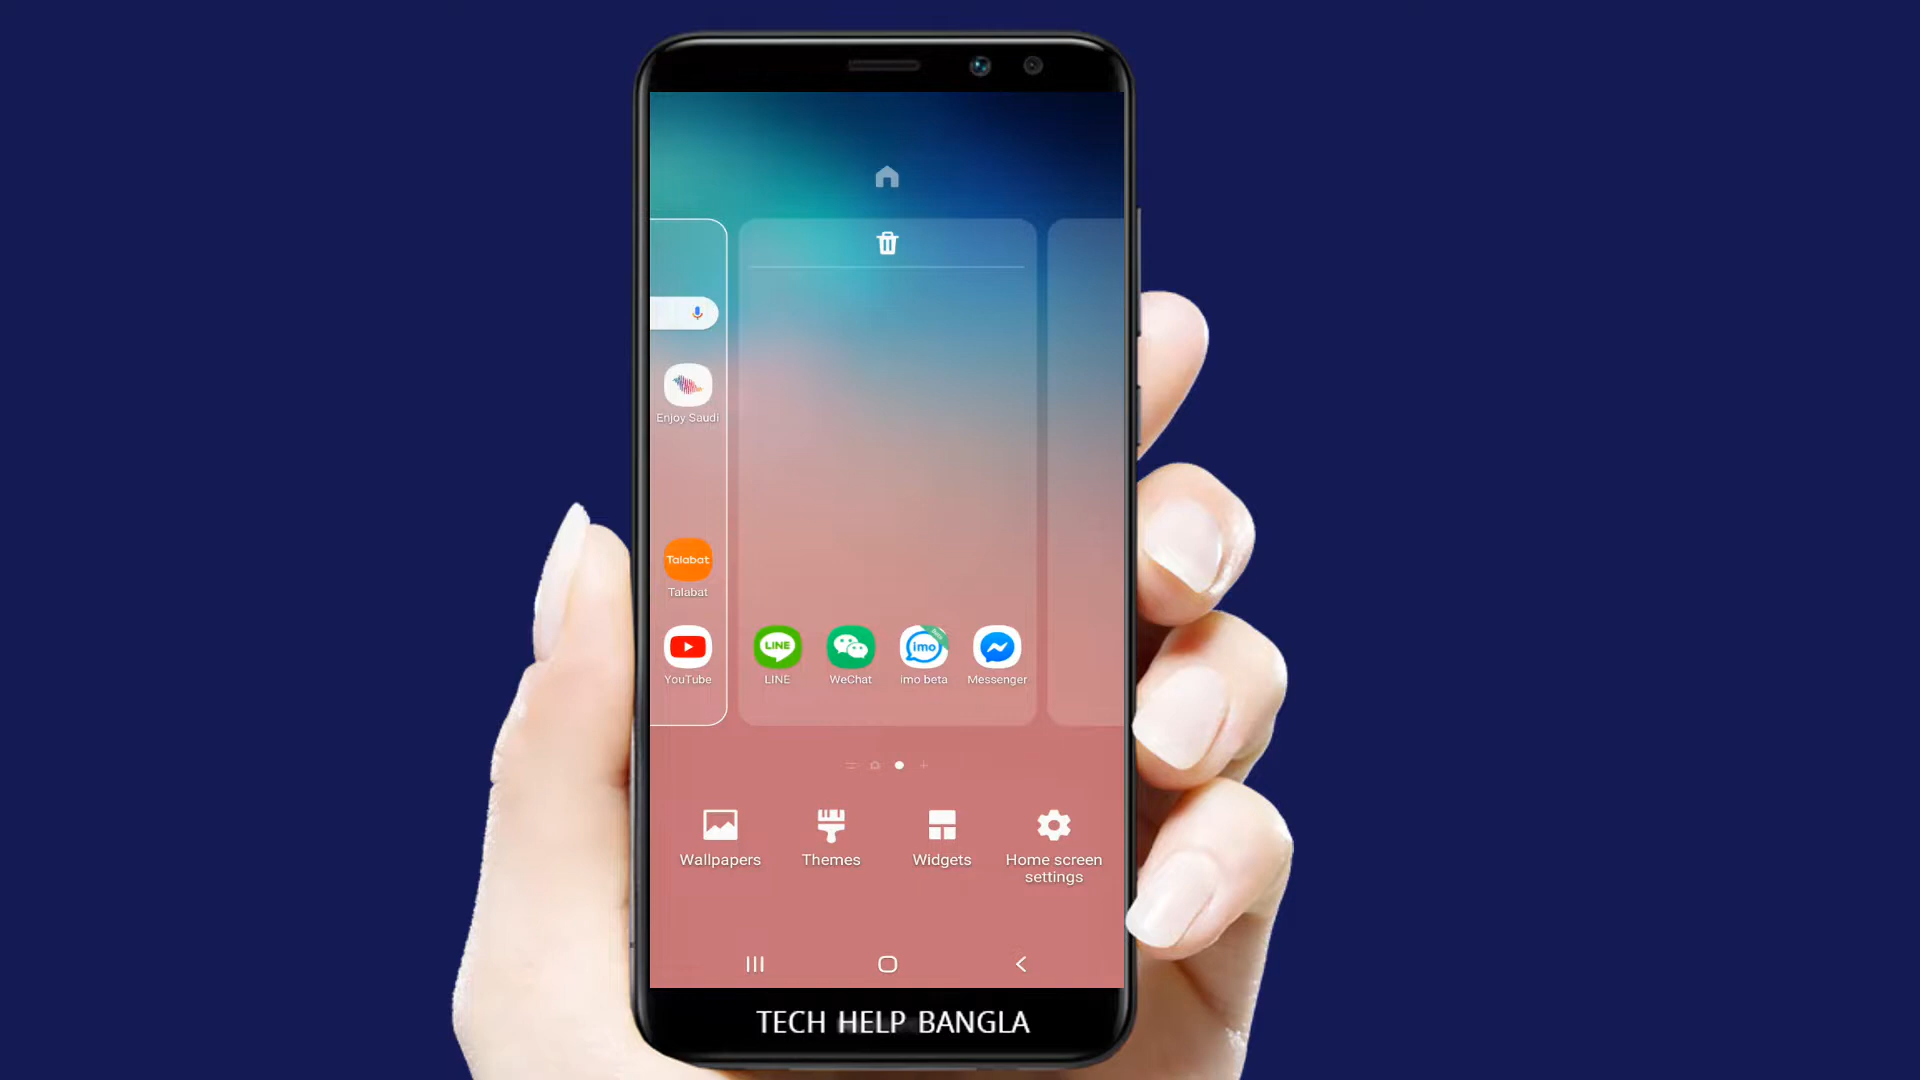 Enjoy Saudi
Talabat
Talabat
YouTube
LINE
LINE
WeChat
imo
Beta
imo beta
Messenger
Wallpapers
Themes
Widgets
Home screen
settings
TECH HELP BANGLA